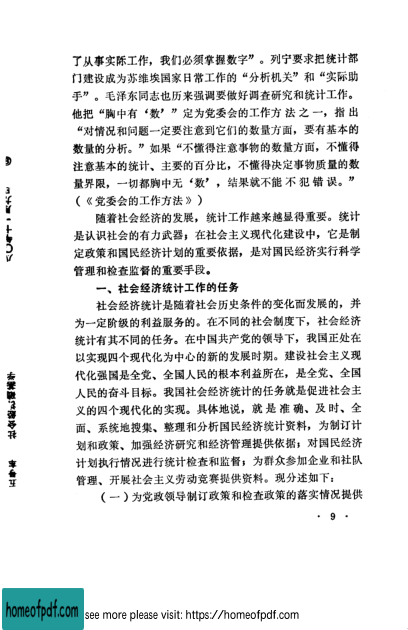 了从事实际工作，我们必须掌握数字”。列宁要求把统计部
门建设成为苏维埃国家日常工作的“分析机关”和“实际助
手”。毛泽东同志也历来强调要做好调查研究和统计工作。
他把“胸中有‘数’”定为党委会的工作方法之一，指出
“对情况和问题一定要注意到它们的数量方面，要有基本的
数量的分析。”如果“不懂得注意事物的数量方面，不懂得
注意基本的统计、主要的百分比，不懂得决定事物质量的数
量界限，一切都胸中无‘数’，结果就不能不犯错误。”
（《党委会的工作方法》）
随着社会经济的发展，统计工作越来越显得重要。统计
是认识社会的有力武器；在社会主义现代化建设中，它是制
定政策和国民经济计划的重要依据，是对国民经济实行科学
管理和检查监督的重要手段。
一、社会经济统计工作的任务
社会经济统计是随着社会历史条件的变化而发展的，并
为一定阶级的利益服务的。在不同的社会制度下，社会经济
统计有其不同的任务。在中国共产党的领导下，我国正处在
以实现四个现代化为中心的新的发展时期。建设社会主义现
代化强国是全党、全国人民的根本利益所在，是全党、全国
人民的奋斗目标。我国社会经济统计的任务就是促进社会主
义的四个现代化的实现。具体地说，就是准确、及时、全
面、系统地搜集、整理和分析国民经济统计资料，为制订计
划和政策、加强经济研究和经济管理提供依据；对国民经济
计划执行情况进行统计检查和监督；为群众参加企业和社队
管理、开展社会主义劳动竞赛提供资料。现分述如下：
（一）为党政领导制订政策和检查政策的落实情况提供
· 9 ·
homeofpdf.com
see more please visit: https://homeofpdf.com